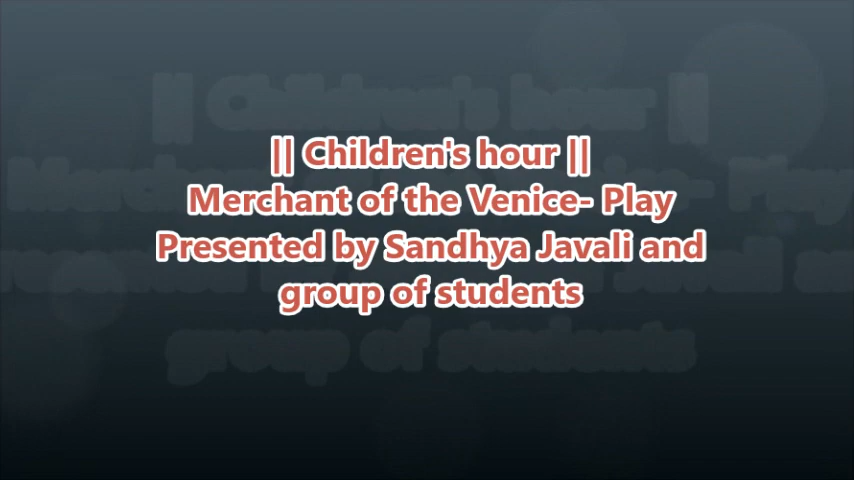 || Children's hour ||
Merchant of the Venice- Play
Presented by Sandhya Javali and
group of students